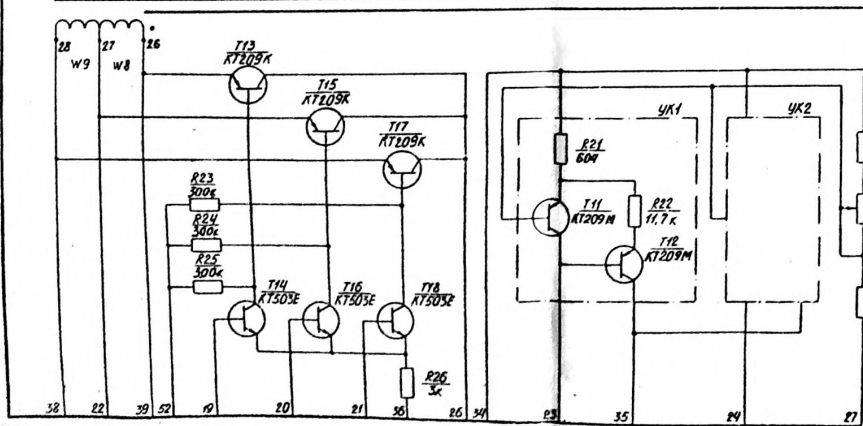 28 27 26
W9 W8
T13
КТ209К
T15
КТ209К
T17
КТ209К
R23
300к
R24
300к
R25
300к
T14
КТ503Е
T16
КТ503Е
T18
КТ503Е
R26
3к
УК1
УК2
R21
604
T11
КТ209М
R22
11,7к
T12
КТ209М
38 22 39 52 19 20 21 36 26 34 23 35 24 27